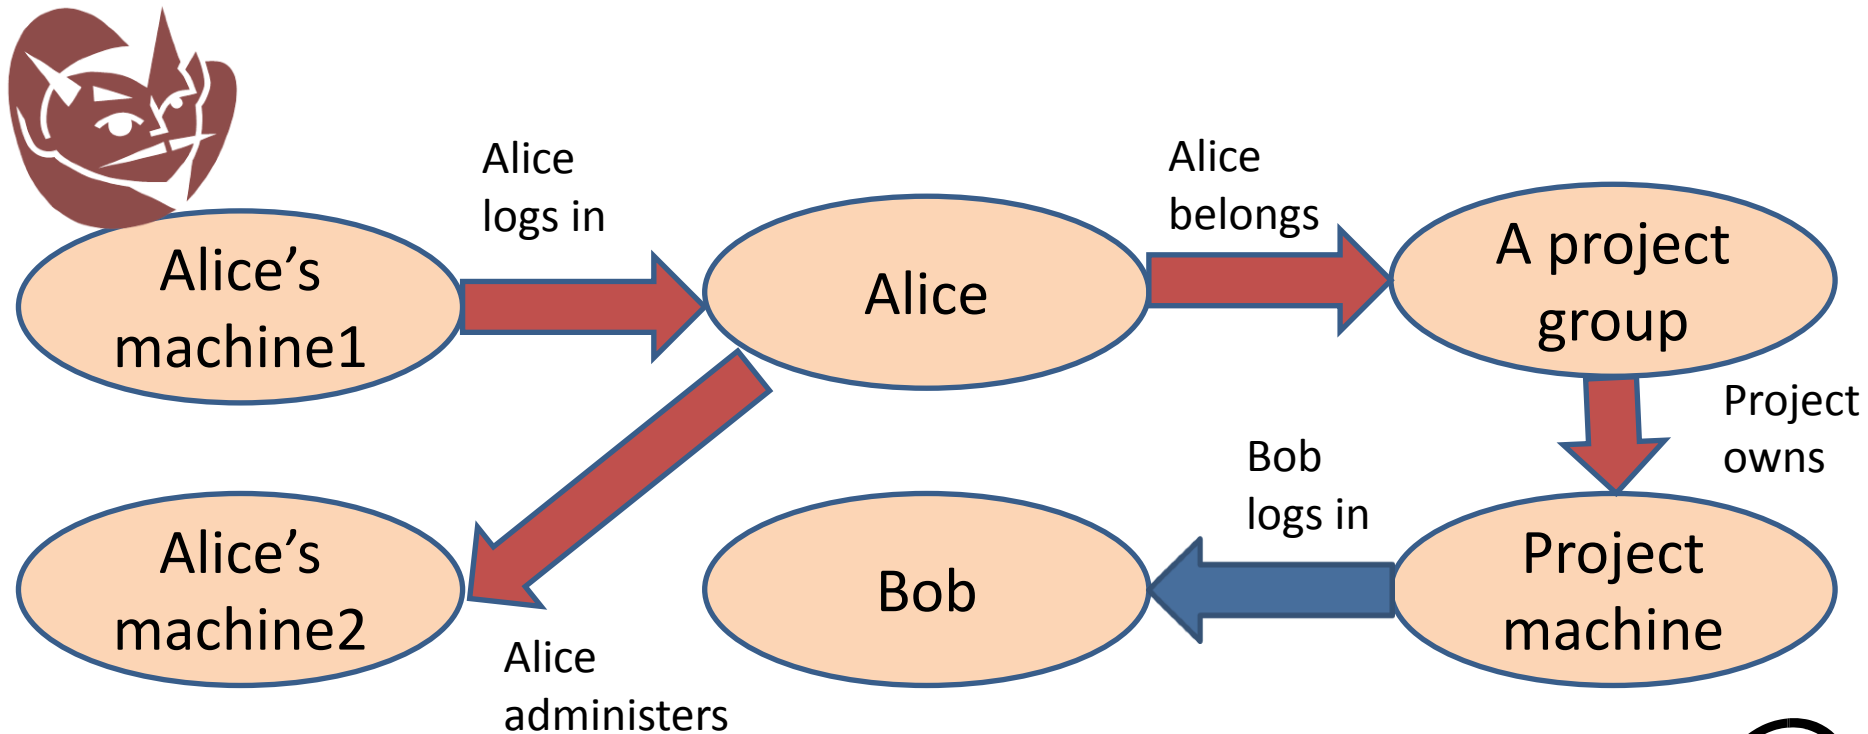 Alice
logs in
Alice
belongs
Alice’s
machine1
Alice
A project
group
Project
owns
Bob
logs in
Alice’s
machine2
Bob
Project
machine
Alice
administers